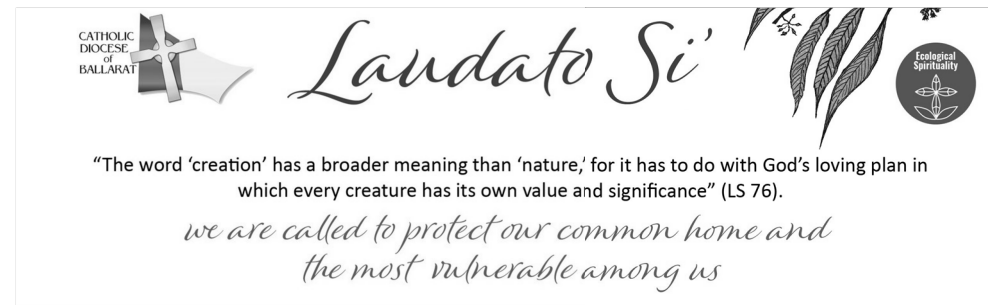 CATHOLIC
DIOCESE
of
BALLARAT
Laudato Si’
Ecological
Spirituality
“The word ‘creation’ has a broader meaning than ‘nature,’ for it has to do with God’s loving plan in
which every creature has its own value and significance” (LS 76).
we are called to protect our common home and
the most vulnerable among us